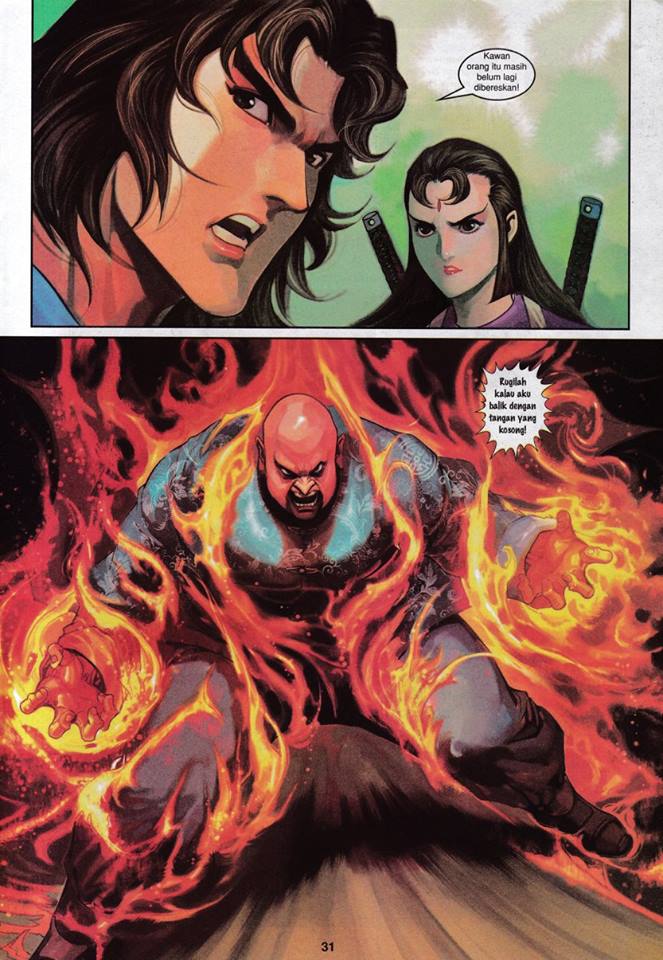 Kawan
orang itu masih
belum lagi
dibereskan!
Rugilah
kalau aku
balik dengan
tangan yang
kosong!
31